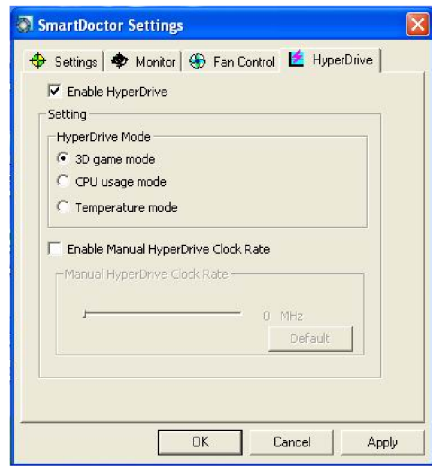 SmartDoctor Settings
Settings Monitor Fan Control HyperDrive
Enable HyperDrive
Setting
HyperDrive Mode
3D game mode
CPU usage mode
Temperature mode
Enable Manual HyperDrive Clock Rate
Manual HyperDrive Clock Rate
0 MHz
Default
OK Cancel Apply